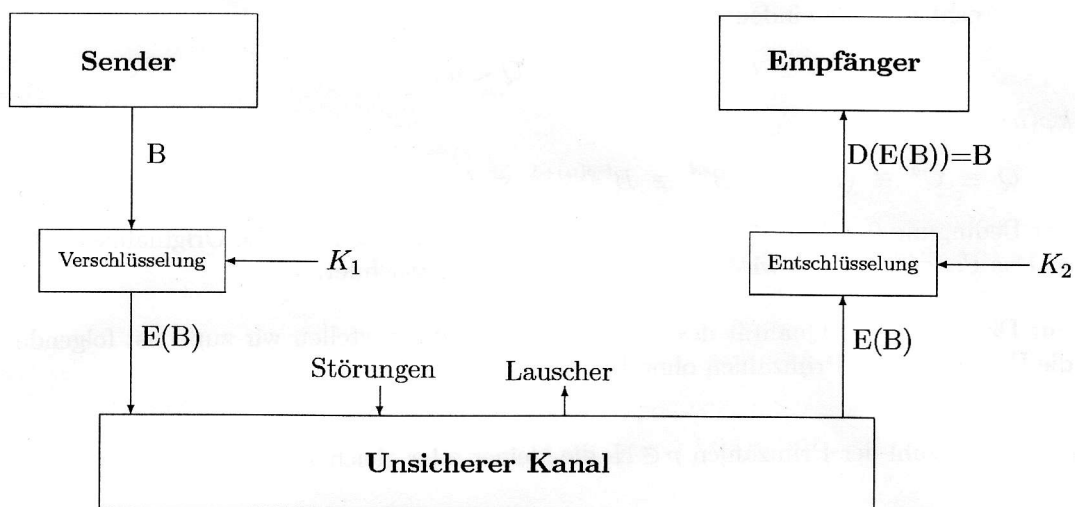 Sender
Empfänger
B
D(E(B))=B
Verschlüsselung
K₁
Entschlüsselung
K₂
E(B)
E(B)
Störungen
Lauscher
Unsicherer Kanal